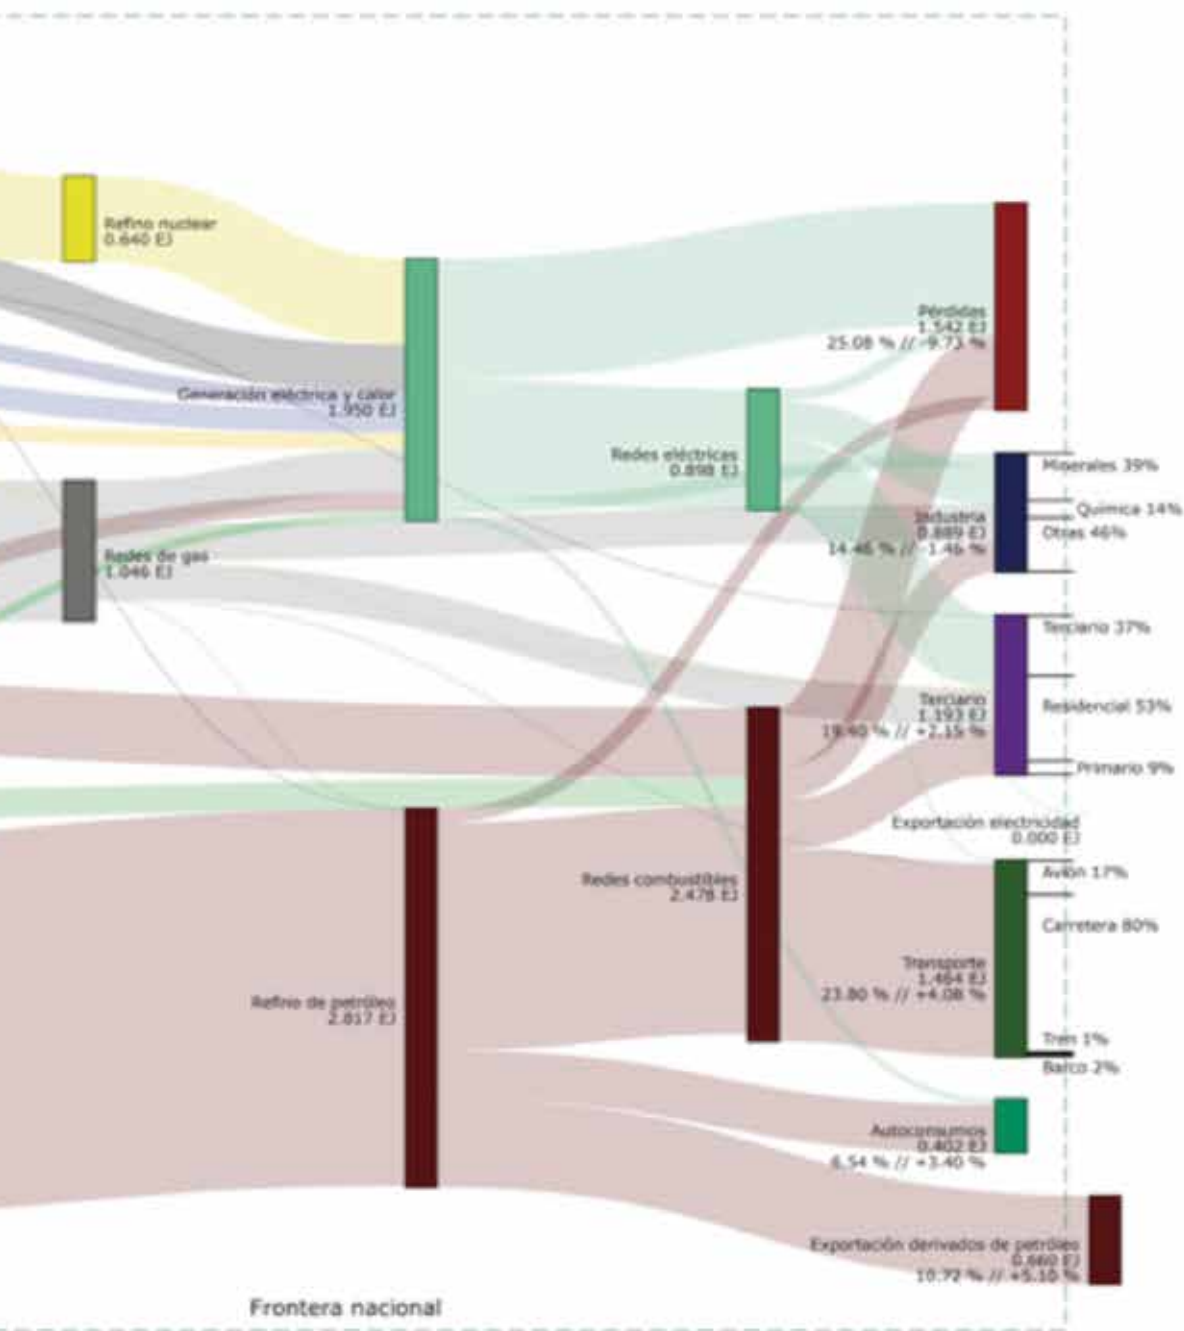 Refino nuclear
0.640 EJ
Generación eléctrica y calor
1.950 EJ
Redes de gas
1.046 EJ
Redes eléctricas
0.898 EJ
Pérdidas
1.542 EJ
25.08 % // -9.73 %
Industria
0.889 EJ
14.46 % // -1.46 %
Minerales 39%
Química 14%
Otras 46%
Terciario
1.193 EJ
19.40 % // +2.15 %
Terciario 37%
Residencial 53%
Primario 9%
Exportación electricidad
0.000 EJ
Redes combustibles
2.478 EJ
Transporte
1.464 EJ
23.80 % // +4.08 %
Avión 17%
Carretera 80%
Tren 1%
Barco 2%
Refino de petróleo
2.817 EJ
Autoconsumos
0.402 EJ
6.54 % // +3.40 %
Exportación derivados de petróleo
0.660 EJ
10.72 % // +5.10 %
Frontera nacional